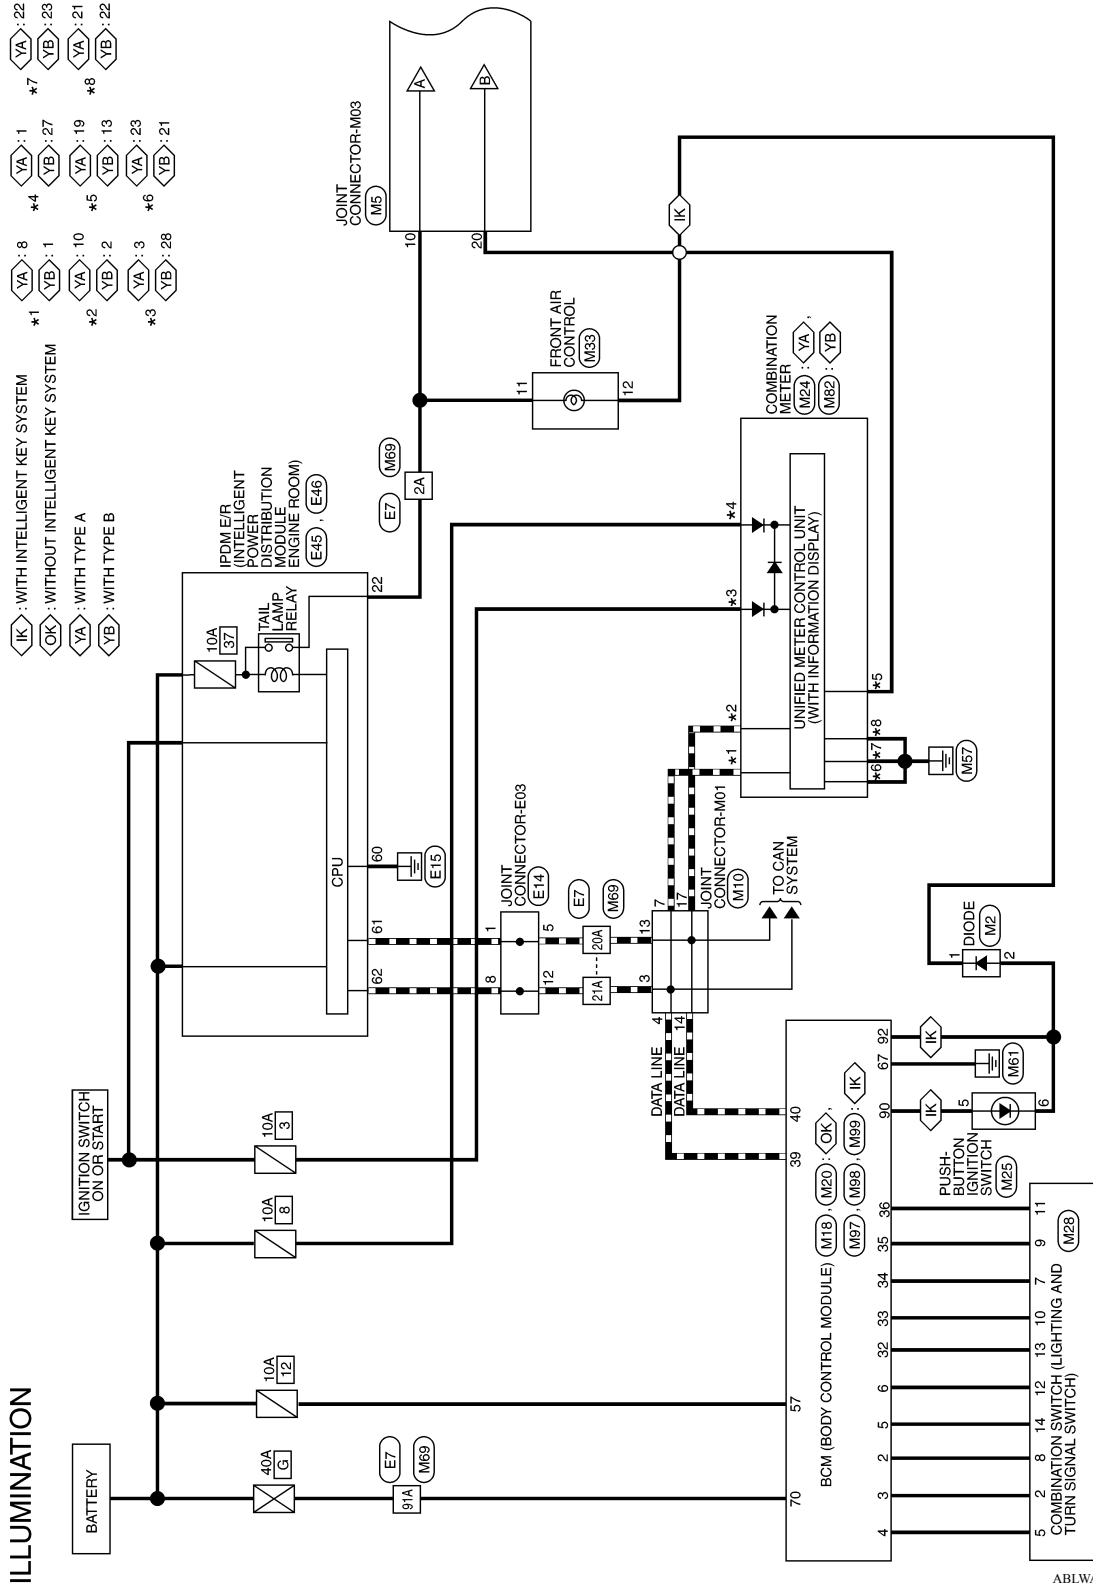 ILLUMINATION
BATTERY
IGNITION SWITCH
ON OR START
40A
G
10A
12
10A
8
10A
3
91A
E7
M69
IK : WITH INTELLIGENT KEY SYSTEM
OK : WITHOUT INTELLIGENT KEY SYSTEM
YA : WITH TYPE A
YB : WITH TYPE B
*1
YA : 8
YB : 1
*2
YA : 10
YB : 2
*3
YA : 3
YB : 28
*4
YA : 1
YB : 27
*5
YA : 19
YB : 13
*6
YA : 23
YB : 21
*7
YA : 22
YB : 23
*8
YA : 21
YB : 22
IPDM E/R
(INTELLIGENT
POWER
DISTRIBUTION
MODULE
ENGINE ROOM)
E45 , E46
10A
37
TAIL
LAMP
RELAY
CPU
22
60
61
62
E15
E7
M69
2A
JOINT
CONNECTOR-M03
M5
A
B
10
20
FRONT AIR
CONTROL
M33
11
12
IK
JOINT
CONNECTOR-E03
E14
1
8
5
12
E7
M69
20A
21A
13
3
7
17
4
14
JOINT
CONNECTOR-M01
M10
TO CAN
SYSTEM
DATA LINE
DATA LINE
COMBINATION
METER
M24 : YA ,
M82 : YB
UNIFIED METER CONTROL UNIT
(WITH INFORMATION DISPLAY)
*1
*2
*3
*4
*5
*6
*7
*8
M57
DIODE
M2
1
2
BCM (BODY CONTROL MODULE)
M18 , M20 : OK ,
M97 , M98 , M99 : IK
70
57
39
40
4
3
2
5
6
32
33
34
35
36
90
67
92
IK
IK
M61
PUSH-
BUTTON
IGNITION
SWITCH
M25
5
6
5
2
8
14
12
13
10
7
9
11
COMBINATION SWITCH (LIGHTING AND
TURN SIGNAL SWITCH)
M28